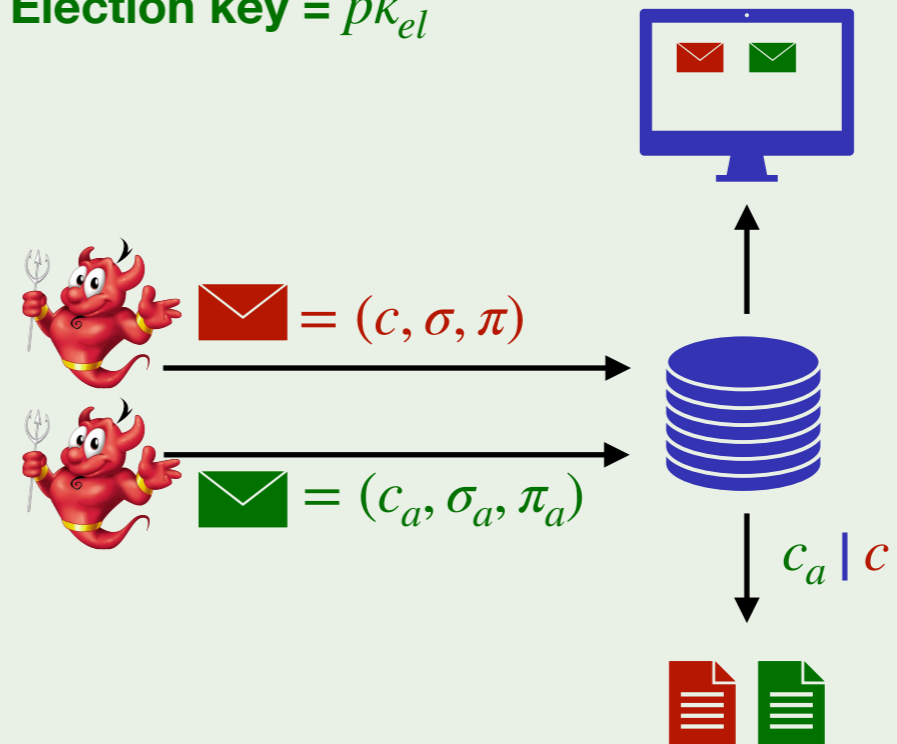 Election key = pk_el
= (c, σ, π)
= (c_a, σ_a, π_a)
c_a | c